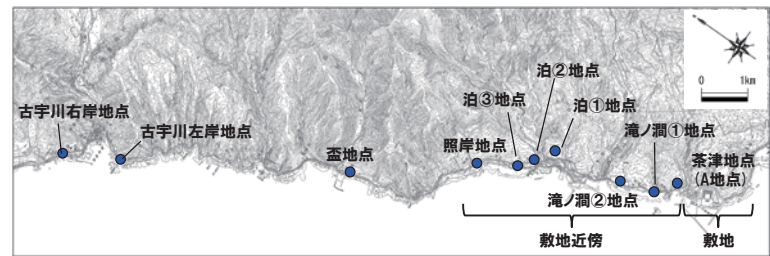 0 1km
泊②地点
泊③地点
泊①地点
古宇川右岸地点
古宇川左岸地点
滝ノ澗①地点
盃地点
照岸地点
茶津地点
(A地点)
滝ノ澗②地点
敷地近傍
敷地